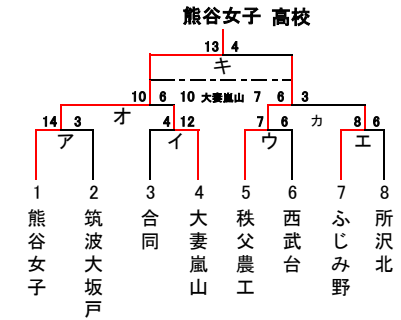 熊谷女子 高校
13 4
キ
10 6 10 大妻嵐山 7 6 3
オ カ
14 3 4 12 7 6 8 6
ア イ ウ エ
1 2 3 4 5 6 7 8
熊谷女子
筑波大坂戸
合同
大妻嵐山
秩父農工
西武台
ふじみ野
所沢北